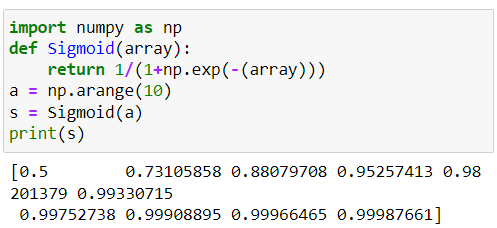 import numpy as np
def Sigmoid(array):
    return 1/(1+np.exp(-(array)))
a = np.arange(10)
s = Sigmoid(a)
print(s)
[0.5        0.73105858 0.88079708 0.95257413 0.98
201379 0.99330715
 0.99752738 0.99908895 0.99966465 0.99987661]